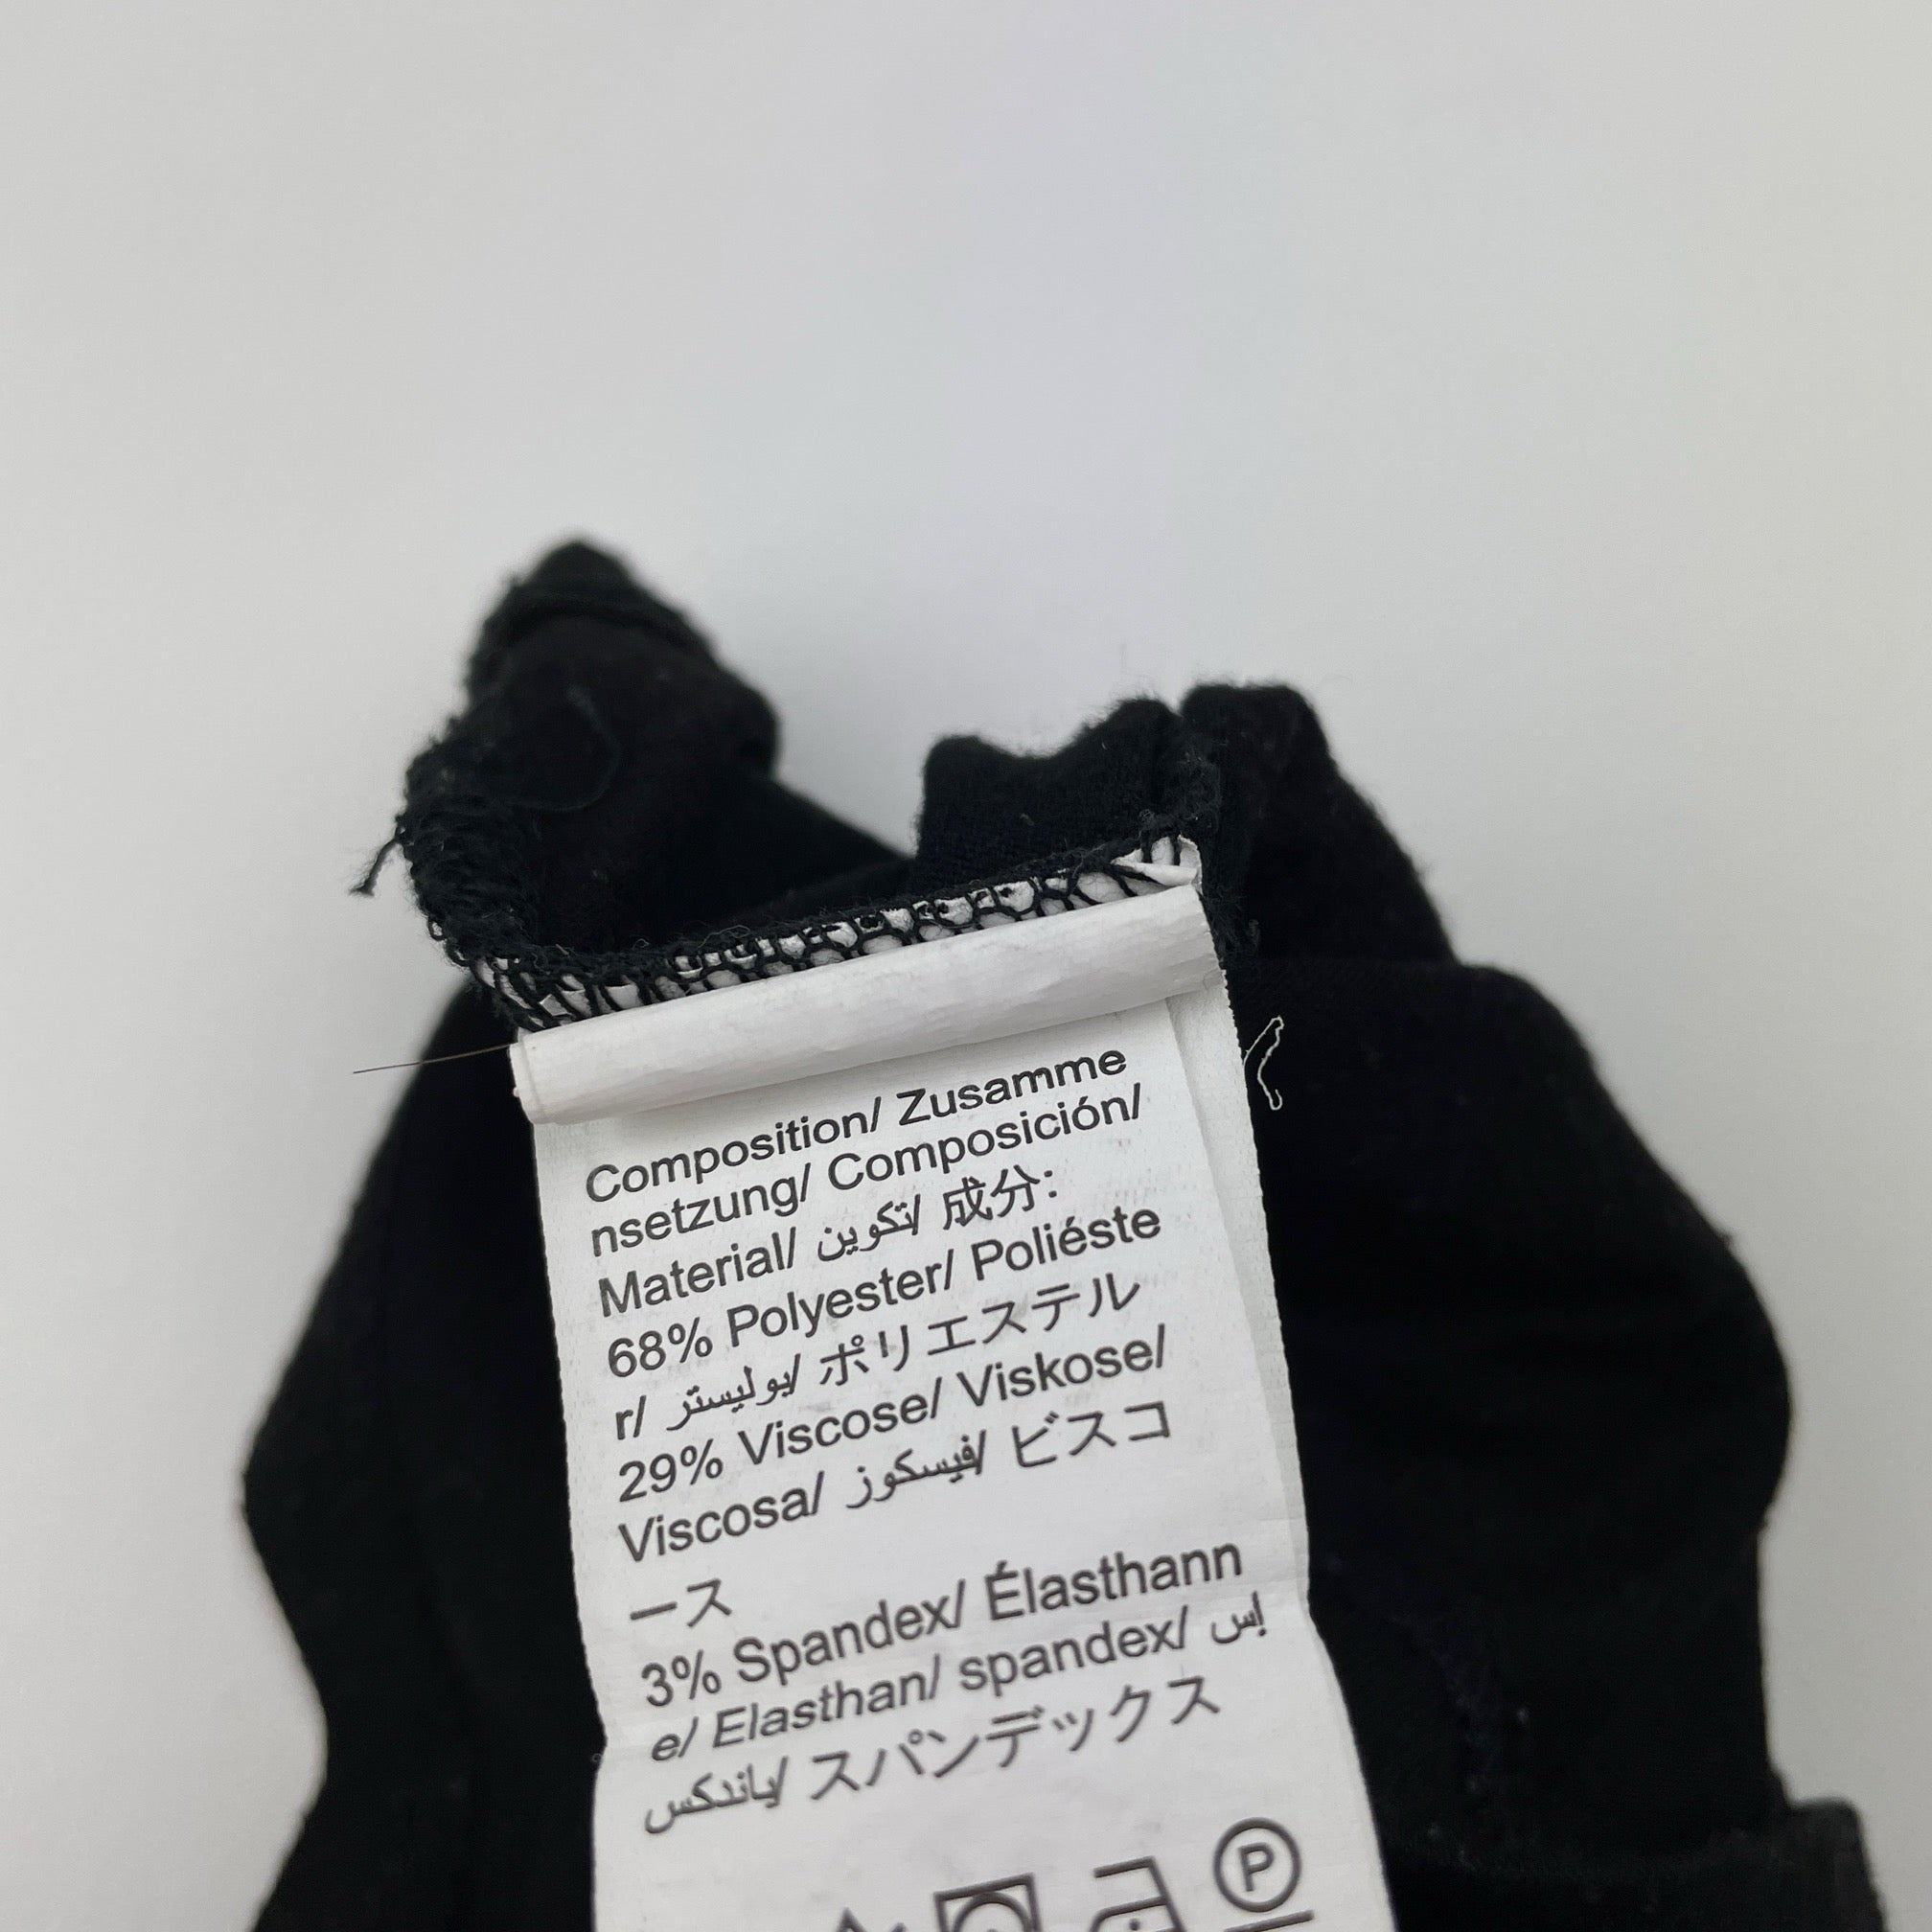 Composition/ Zusamme
nsetzung/ Composición/
Material/ تكوين/ 成分:
68% Polyester/ Poliéste
r/ بوليستر/ ポリエステル
29% Viscose/ Viskose/
Viscosa/ فيسكوز/ ビスコ
ース
3% Spandex/ Élasthann
e/ Elasthan/ spandex/ إس
باندكس/ スパンデックス
P